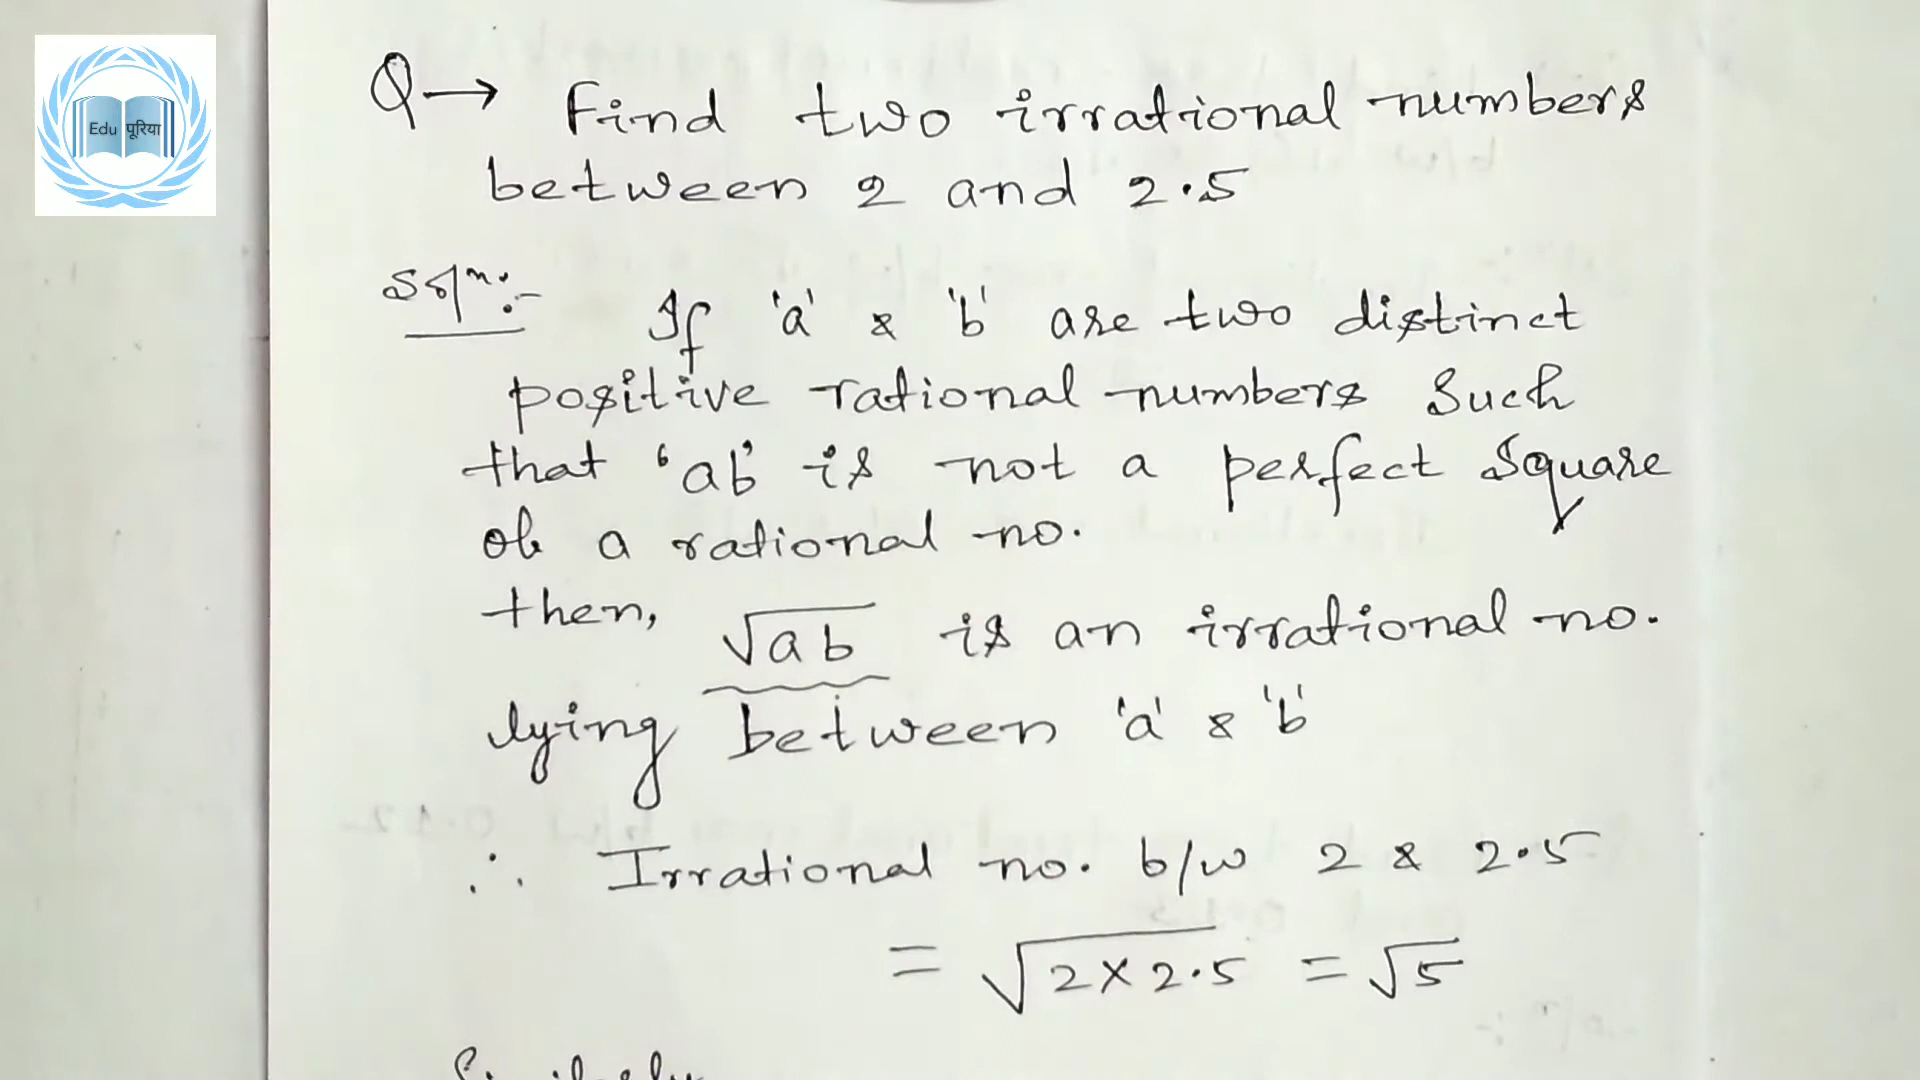 Edu पूरिया
Q→ Find two irrational numbers
between 2 and 2.5
Solⁿ:- If 'a' & 'b' are two distinct
positive rational numbers such
that 'ab' is not a perfect square
of a rational no.
then, √ab is an irrational no.
lying between 'a' & 'b'
∴ Irrational no. b/w 2 & 2.5
= √2×2.5 = √5